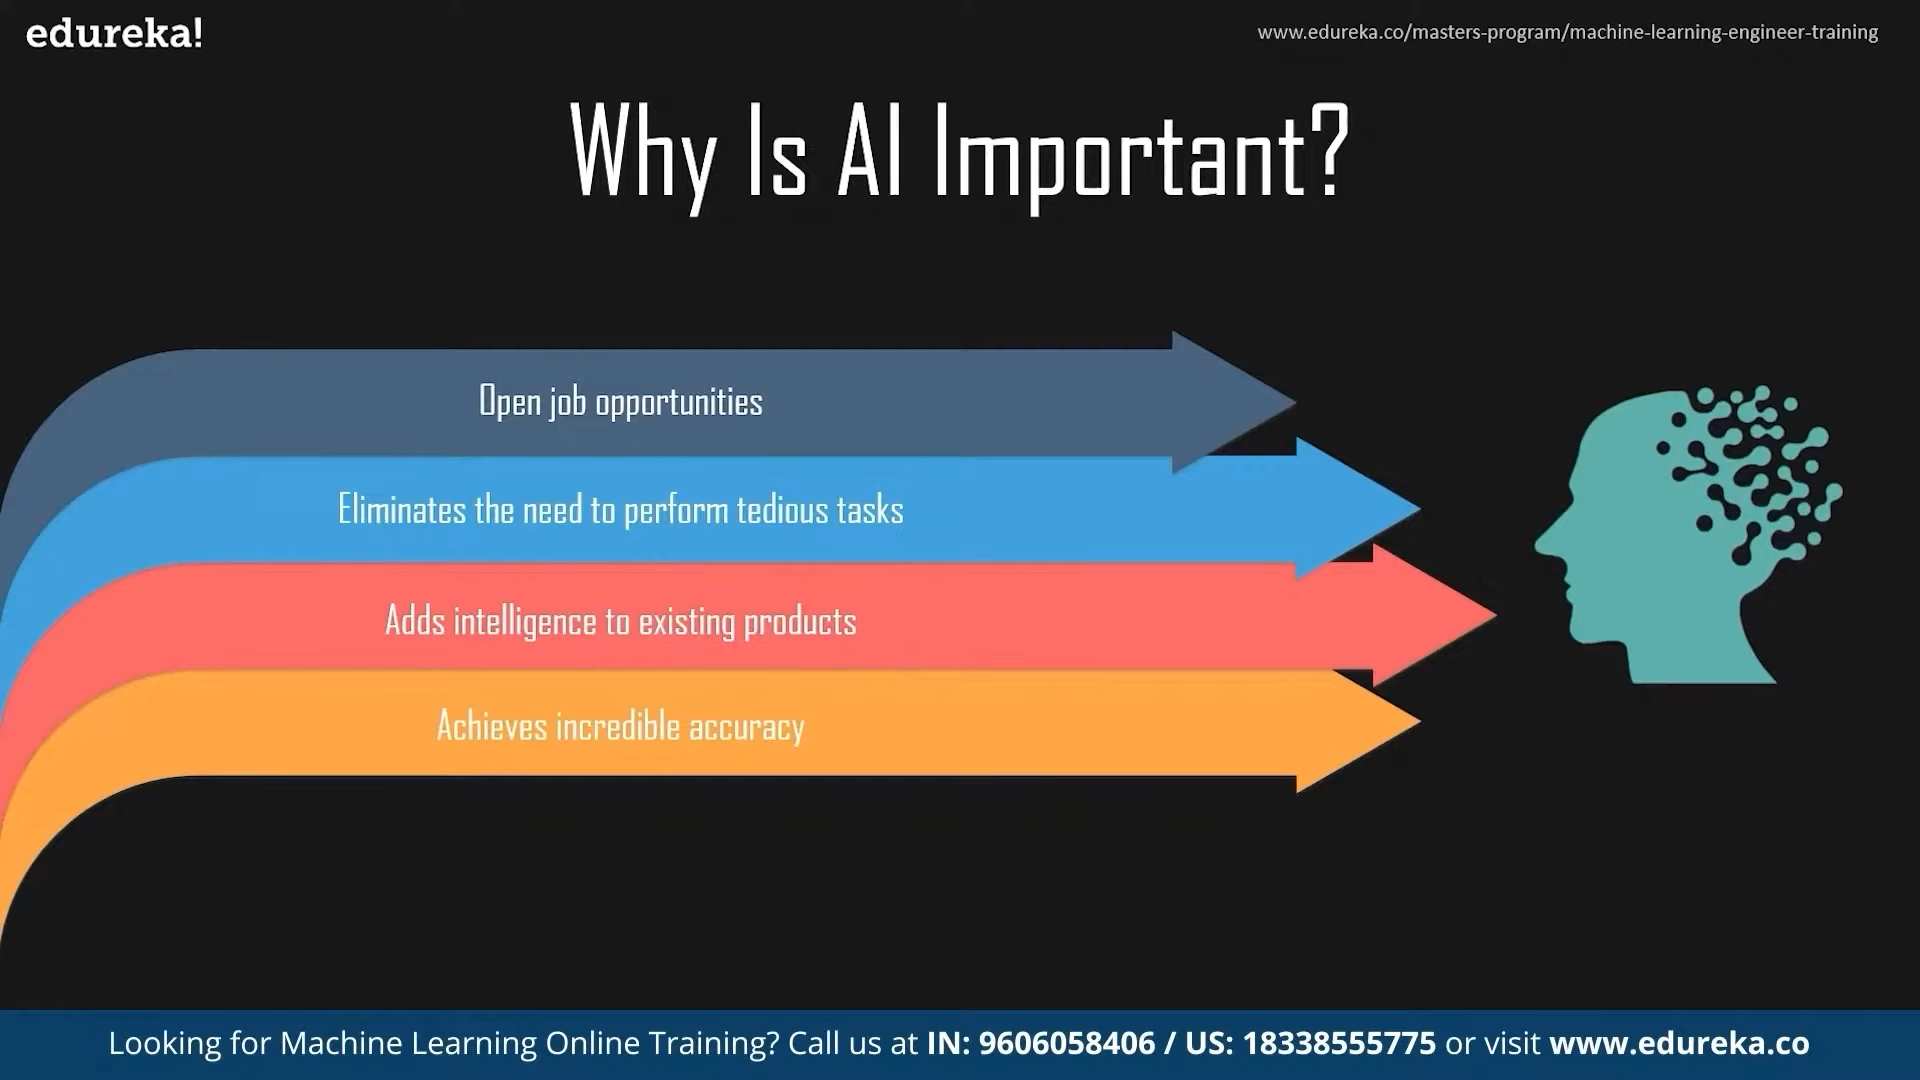 edureka!
www.edureka.co/masters-program/machine-learning-engineer-training
Why Is AI Important?
Open job opportunities
Eliminates the need to perform tedious tasks
Adds intelligence to existing products
Achieves incredible accuracy
Looking for Machine Learning Online Training? Call us at IN: 9606058406 / US: 18338555775 or visit www.edureka.co